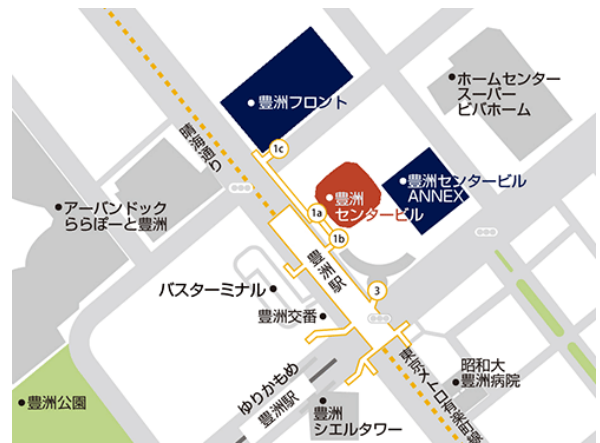 豊洲フロント
ホームセンター
スーパー
ビバホーム
晴海通り
1c
豊洲
センタービル
豊洲センタービル
ANNEX
アーバンドック
ららぽーと豊洲
1a
1b
豊洲駅
バスターミナル
3
豊洲交番
東京メトロ有楽町線
昭和大
豊洲病院
ゆりかもめ
豊洲駅
豊洲公園
豊洲
シエルタワー